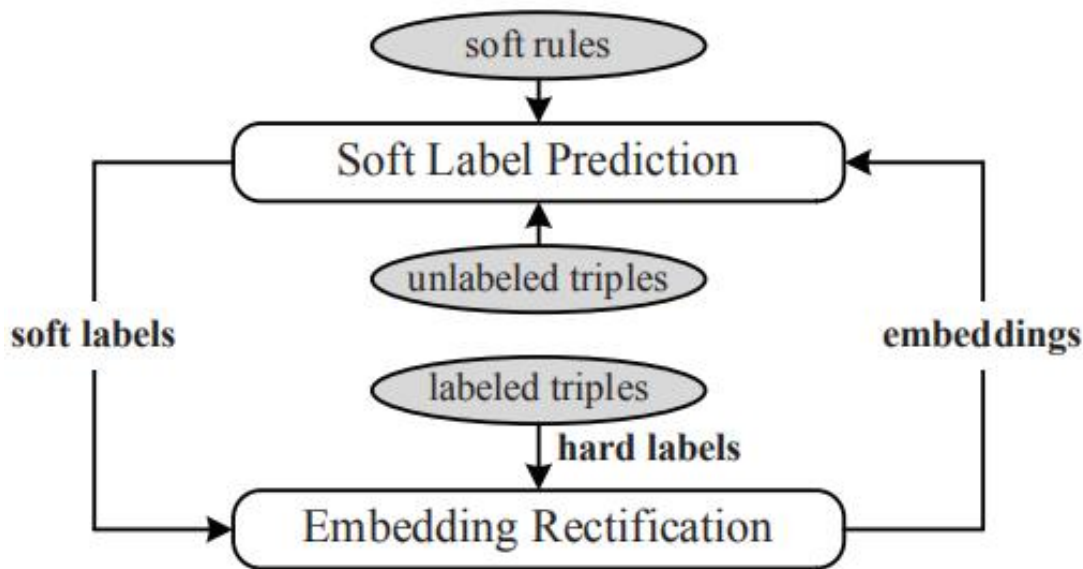 soft rules
Soft Label Prediction
unlabeled triples
soft labels
embeddings
labeled triples
hard labels
Embedding Rectification